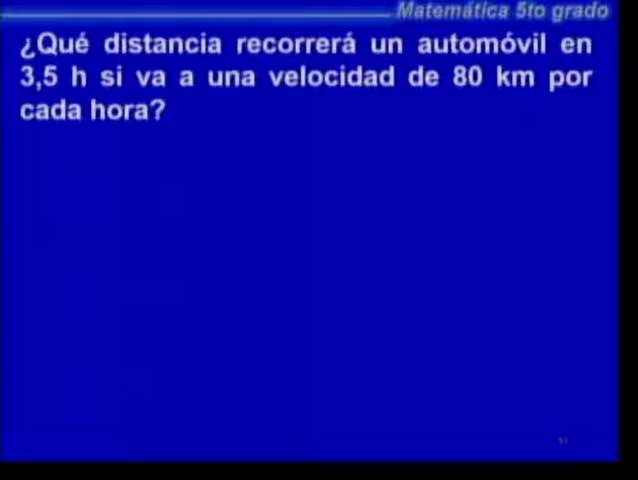 Matemática 5to grado
¿Qué distancia recorrerá un automóvil en
3,5 h si va a una velocidad de 80 km por
cada hora?